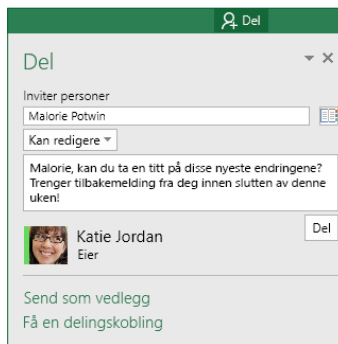 Del
Del
Inviter personer
Malorie Potwin
Kan redigere
Malorie, kan du ta en titt på disse nyeste endringene?
Trenger tilbakemelding fra deg innen slutten av denne
uken!
Del
Katie Jordan
Eier
Send som vedlegg
Få en delingskobling